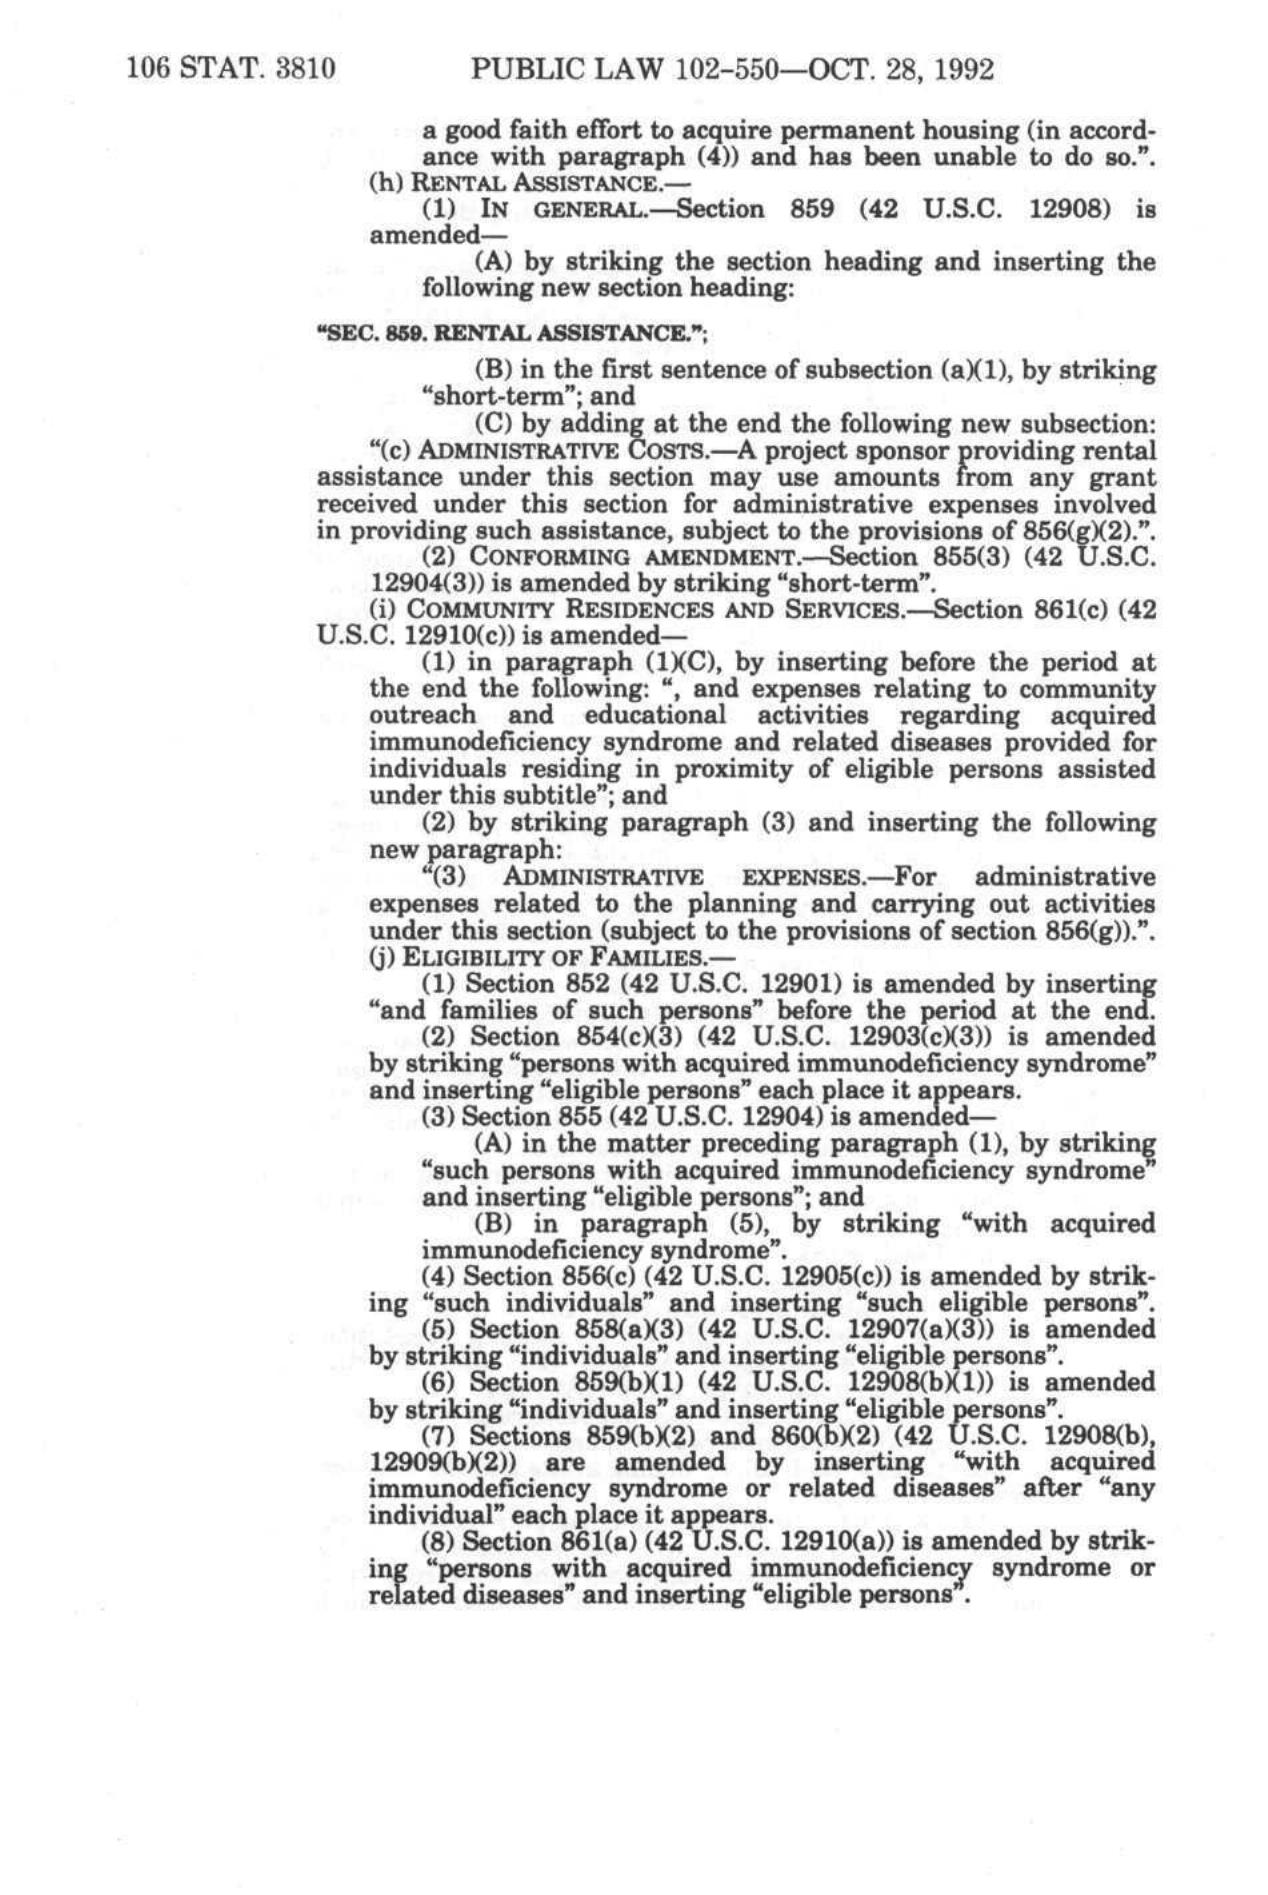 106 STAT. 3810 PUBLIC LAW 102-550—OCT. 28, 1992
a good faith effort to acquire permanent housing (in accord-
ance with paragraph (4)) and has been unable to do so.”.
(h) RENTAL ASSISTANCE.—
(1) IN GENERAL.—Section 859 (42 U.S.C. 12908) is
amended—
(A) by striking the section heading and inserting the
following new section heading:
“SEC. 859. RENTAL ASSISTANCE.”;
(B) in the first sentence of subsection (a)(1), by striking
“short-term”; and
(C) by adding at the end the following new subsection:
“(c) ADMINISTRATIVE COSTS.—A project sponsor providing rental
assistance under this section may use amounts from any grant
received under this section for administrative expenses involved
in providing such assistance, subject to the provisions of 856(g)(2).”.
(2) CONFORMING AMENDMENT.—Section 855(3) (42 U.S.C.
12904(3)) is amended by striking “short-term”.
(i) COMMUNITY RESIDENCES AND SERVICES.—Section 861(c) (42
U.S.C. 12910(c)) is amended—
(1) in paragraph (1)(C), by inserting before the period at
the end the following: “, and expenses relating to community
outreach and educational activities regarding acquired
immunodeficiency syndrome and related diseases provided for
individuals residing in proximity of eligible persons assisted
under this subtitle”; and
(2) by striking paragraph (3) and inserting the following
new paragraph:
“(3) ADMINISTRATIVE EXPENSES.—For administrative
expenses related to the planning and carrying out activities
under this section (subject to the provisions of section 856(g)).”.
(j) ELIGIBILITY OF FAMILIES.—
(1) Section 852 (42 U.S.C. 12901) is amended by inserting
“and families of such persons” before the period at the end.
(2) Section 854(c)(3) (42 U.S.C. 12903(c)(3)) is amended
by striking “persons with acquired immunodeficiency syndrome”
and inserting “eligible persons” each place it appears.
(3) Section 855 (42 U.S.C. 12904) is amended—
(A) in the matter preceding paragraph (1), by striking
“such persons with acquired immunodeficiency syndrome”
and inserting “eligible persons”; and
(B) in paragraph (5), by striking “with acquired
immunodeficiency syndrome”.
(4) Section 856(c) (42 U.S.C. 12905(c)) is amended by strik-
ing “such individuals” and inserting “such eligible persons”.
(5) Section 858(a)(3) (42 U.S.C. 12907(a)(3)) is amended
by striking “individuals” and inserting “eligible persons”.
(6) Section 859(b)(1) (42 U.S.C. 12908(b)(1)) is amended
by striking “individuals” and inserting “eligible persons”.
(7) Sections 859(b)(2) and 860(b)(2) (42 U.S.C. 12908(b),
12909(b)(2)) are amended by inserting “with acquired
immunodeficiency syndrome or related diseases” after “any
individual” each place it appears.
(8) Section 861(a) (42 U.S.C. 12910(a)) is amended by strik-
ing “persons with acquired immunodeficiency syndrome or
related diseases” and inserting “eligible persons”.